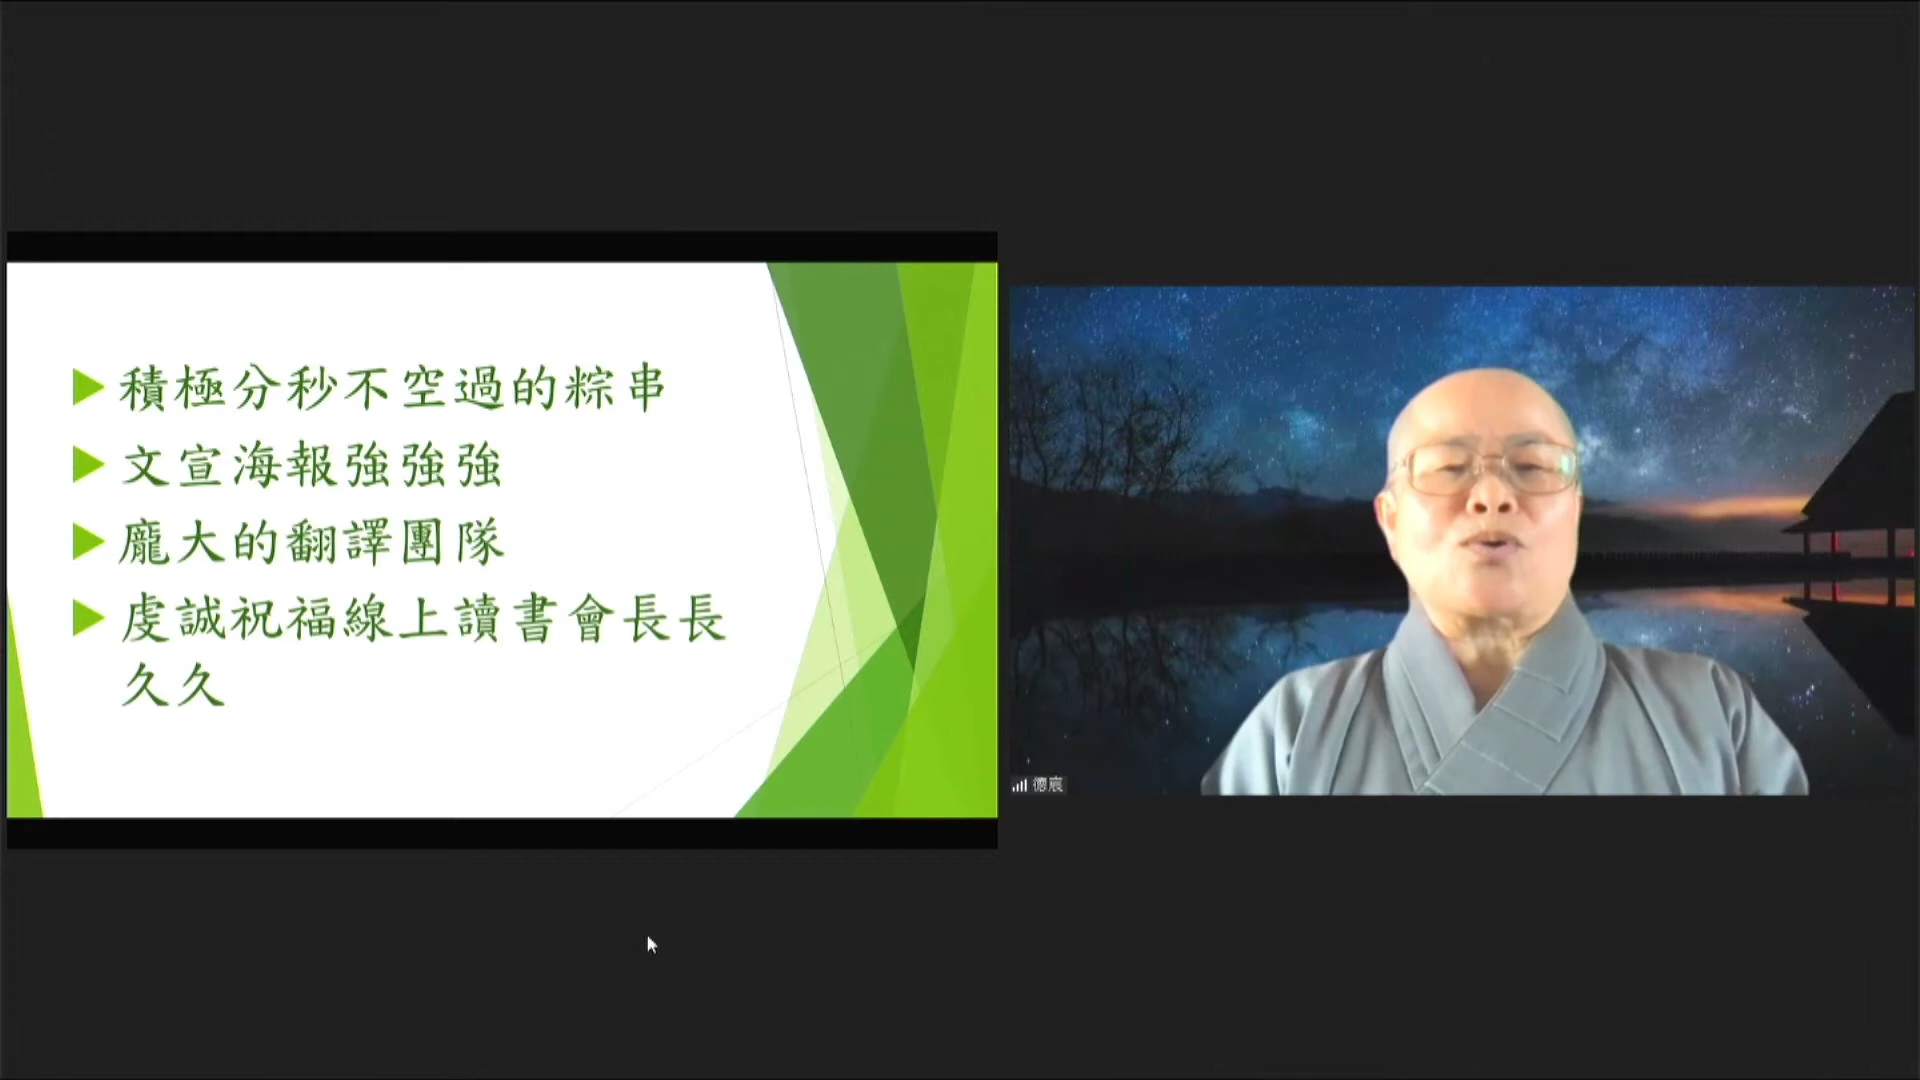 積極分秒不空過的粽串
文宣海報強強強
龐大的翻譯團隊
虔誠祝福線上讀書會長長
久久
德宸